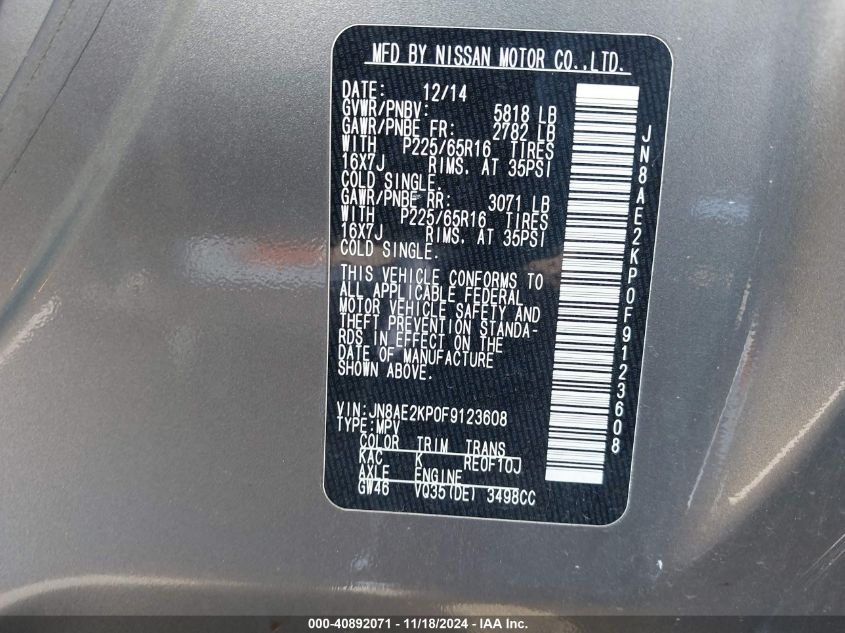 MFD BY NISSAN MOTOR CO.,LTD.
DATE: 12/14
GVWR/PNBV: 5818 LB
GAWR/PNBE FR: 2782 LB
WITH P225/65R16 TIRES
16X7J RIMS. AT 35PSI
COLD SINGLE.
GAWR/PNBE RR: 3071 LB
WITH P225/65R16 TIRES
16X7J RIMS. AT 35PSI
COLD SINGLE.
THIS VEHICLE CONFORMS TO
ALL APPLICABLE FEDERAL
MOTOR VEHICLE SAFETY AND
THEFT PREVENTION STANDA-
RDS IN EFFECT ON THE
DATE OF MANUFACTURE
SHOWN ABOVE.
VIN:JN8AE2KP0F9123608
TYPE:MPV
COLOR TRIM TRANS
KAC K RE0F10J
AXLE ENGINE
GW46 VQ35(DE) 3498CC
JN8AE2KP0F9123608
000-40892071 - 11/18/2024 - IAA Inc.